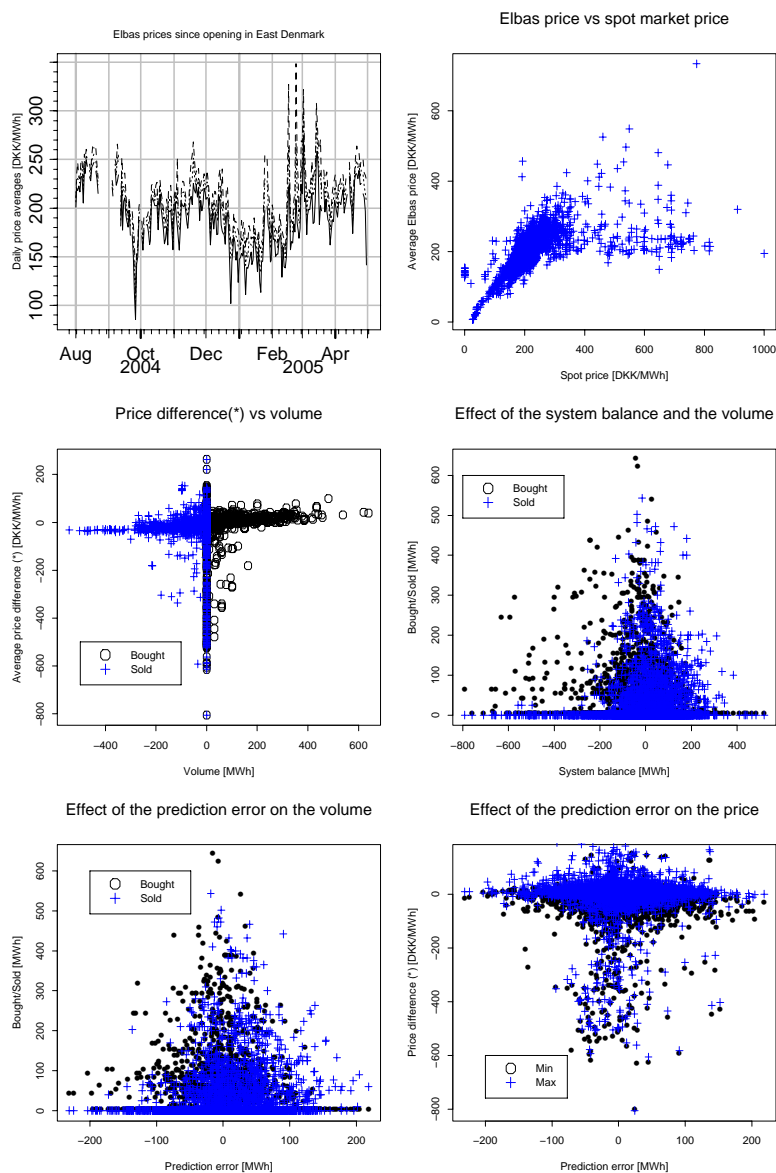 Elbas prices since opening in East Denmark
Daily price averages [DKK/MWh]
100 150 200 250 300
Aug Oct Dec Feb Apr
2004 2005
Elbas price vs spot market price
Average Elbas price [DKK/MWh]
0 200 400 600
0 200 400 600 800 1000
Spot price [DKK/MWh]
Price difference(*) vs volume
Average price difference (*) [DKK/MWh]
−800 −600 −400 −200 0 200
Bought
Sold
−400 −200 0 200 400 600
Volume [MWh]
Effect of the system balance and the volume
Bought/Sold [MWh]
0 100 200 300 400 500 600
Bought
Sold
−800 −600 −400 −200 0 200 400
System balance [MWh]
Effect of the prediction error on the volume
Bought/Sold [MWh]
0 100 200 300 400 500 600
Bought
Sold
−200 −100 0 100 200
Prediction error [MWh]
Effect of the prediction error on the price
Price difference (*) [DKK/MWh]
−800 −600 −400 −200 0
Min
Max
−200 −100 0 100 200
Prediction error [MWh]